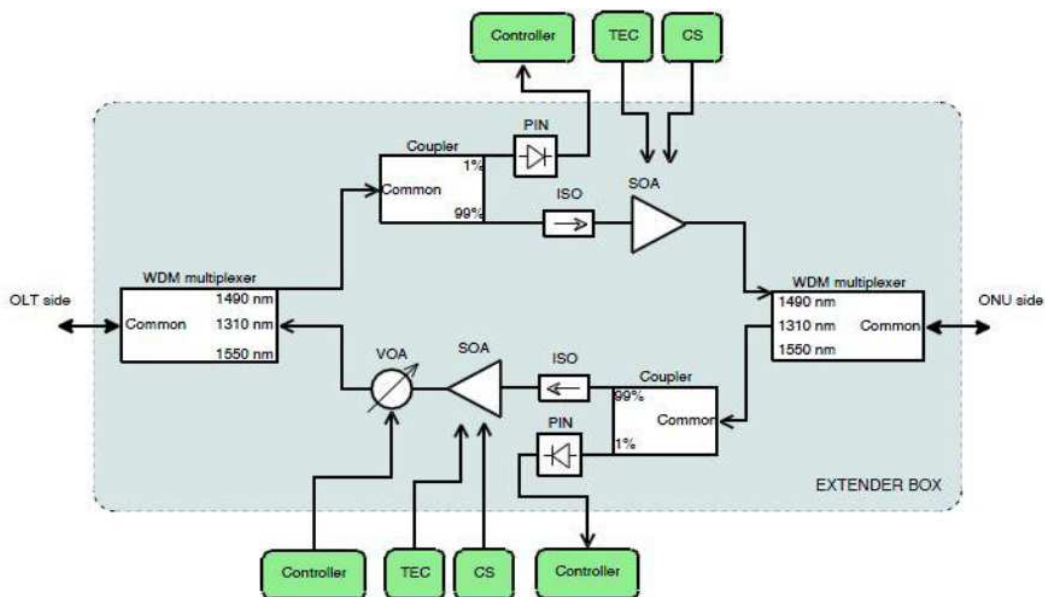 Controller
TEC
CS
PIN
Coupler
1%
Common
99%
ISO
SOA
WDM multiplexer
1490 nm
OLT side
Common
1310 nm
1550 nm
WDM multiplexer
1490 nm
1310 nm
Common
1550 nm
ONU side
VOA
SOA
ISO
Coupler
99%
Common
1%
PIN
EXTENDER BOX
Controller
TEC
CS
Controller